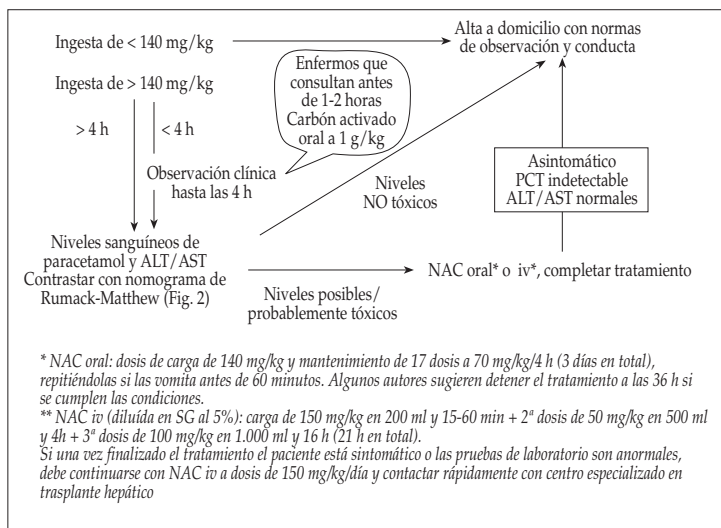 Ingesta de < 140 mg/kg
Alta a domicilio con normas
de observación y conducta
Ingesta de > 140 mg/kg
Enfermos que
consultan antes
de 1-2 horas
Carbón activado
oral a 1 g/kg
> 4 h
< 4h
Observación clínica
hasta las 4 h
Niveles
NO tóxicos
Asintomático
PCT indetectable
ALT/AST normales
Niveles sanguíneos de
paracetamol y ALT/AST
Contrastar con nomograma de
Rumack-Matthew (Fig. 2)
Niveles posibles/
probablemente tóxicos
NAC oral* o iv*, completar tratamiento
* NAC oral: dosis de carga de 140 mg/kg y mantenimiento de 17 dosis a 70 mg/kg/4 h (3 días en total),
repitiéndolas si las vomita antes de 60 minutos. Algunos autores sugieren detener el tratamiento a las 36 h si
se cumplen las condiciones.
** NAC iv (diluída en SG al 5%): carga de 150 mg/kg en 200 ml y 15-60 min + 2ª dosis de 50 mg/kg en 500 ml
y 4h + 3ª dosis de 100 mg/kg en 1.000 ml y 16 h (21 h en total).
Si una vez finalizado el tratamiento el paciente está sintomático o las pruebas de laboratorio son anormales,
debe continuarse con NAC iv a dosis de 150 mg/kg/día y contactar rápidamente con centro especializado en
trasplante hepático